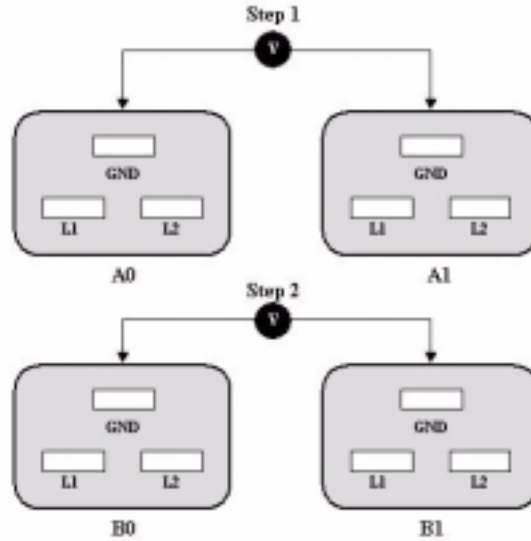 Step 1
V
GND GND
L1 L2 L1 L2
A0 A1
Step 2
V
GND GND
L1 L2 L1 L2
B0 B1